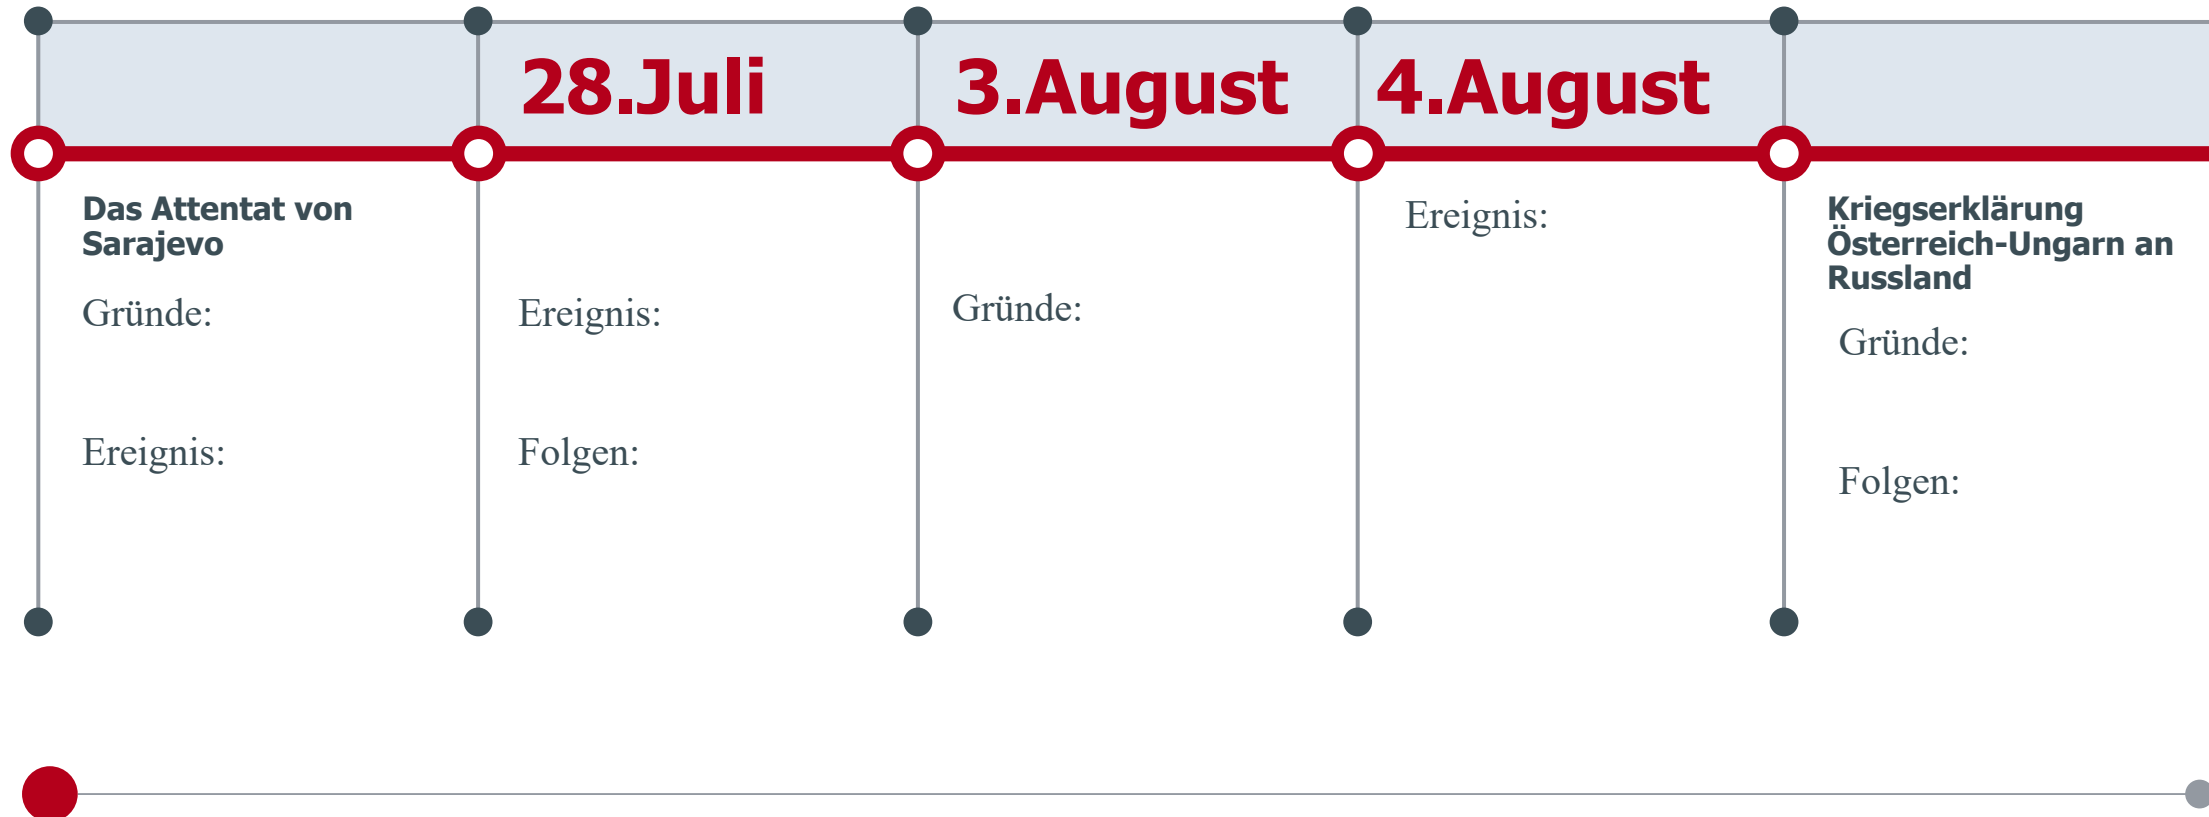 28.Juli
3.August
4.August
Das Attentat von
Sarajevo
Gründe:
Ereignis:
Ereignis:
Folgen:
Gründe:
Ereignis:
Kriegserklärung
Österreich-Ungarn an
Russland
Gründe:
Folgen: